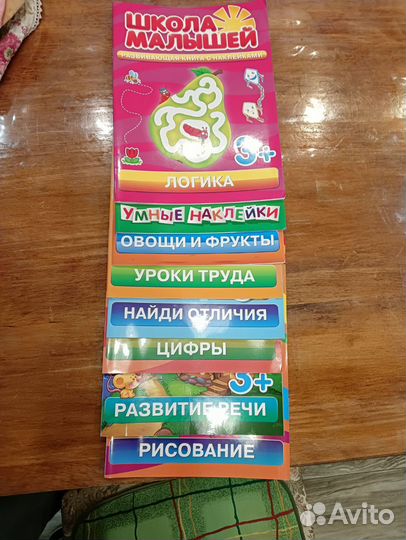 ШКОЛА
МАЛЫШЕЙ
РАЗВИВАЮЩАЯ КНИГА С НАКЛЕЙКАМИ
3+
ЛОГИКА
УМНЫЕ НАКЛЕЙКИ
ОВОЩИ И ФРУКТЫ
УРОКИ ТРУДА
НАЙДИ ОТЛИЧИЯ
ЦИФРЫ
3+
РАЗВИТИЕ РЕЧИ
РИСОВАНИЕ
Avito